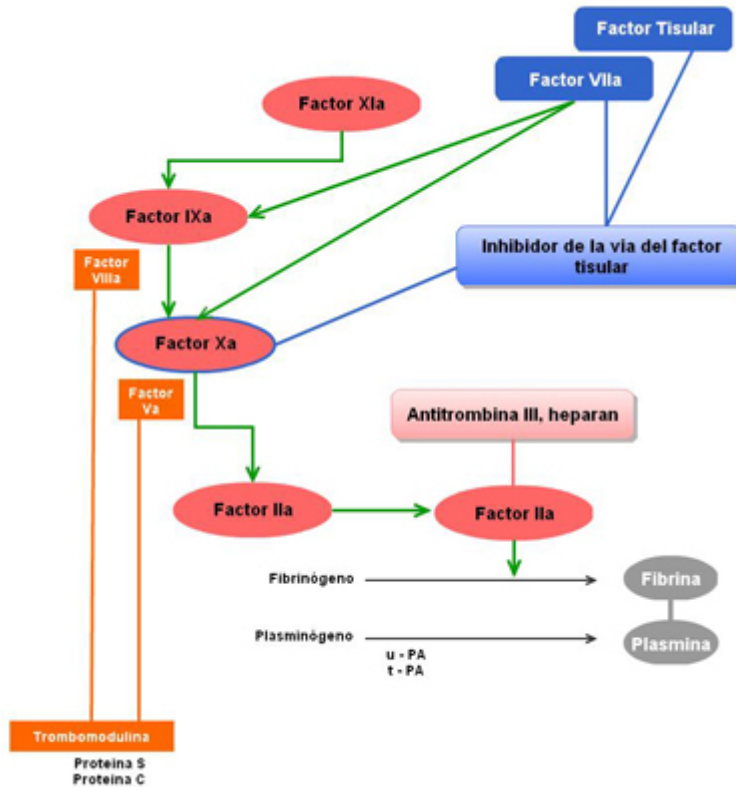 Factor Tisular
Factor VIIa
Factor XIa
Factor IXa
Inhibidor de la via del factor
tisular
Factor
VIIIa
Factor Xa
Factor
Va
Antitrombina III, heparan
Factor IIa
Factor IIa
Fibrinógeno
Fibrina
Plasminógeno
Plasmina
u - PA
t - PA
Trombomodulina
Proteina S
Proteina C